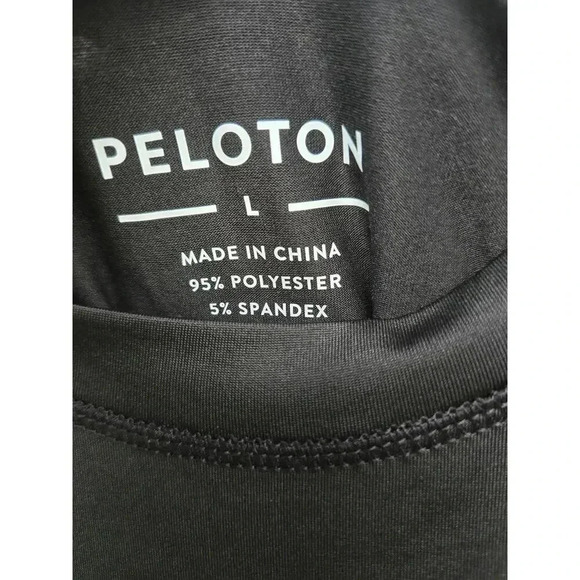 PELOTON
L
MADE IN CHINA
95% POLYESTER
5% SPANDEX